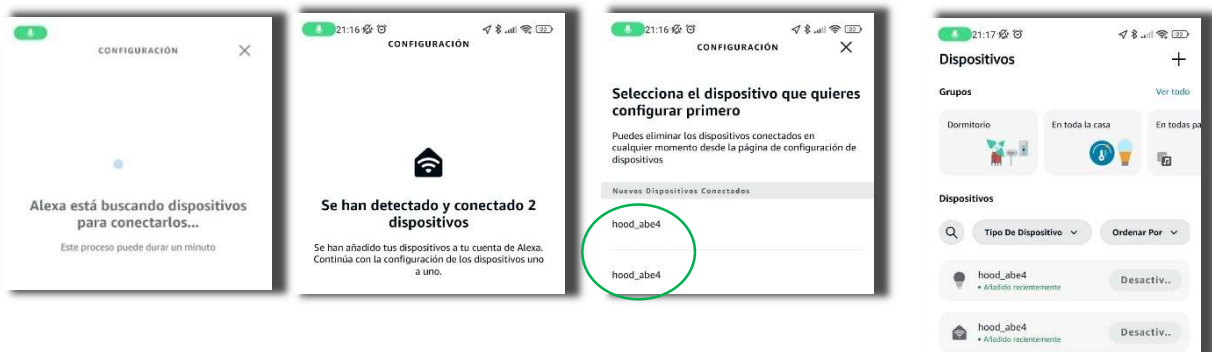 CONFIGURACIÓN
Alexa está buscando dispositivos
para conectarlos...
Este proceso puede durar un minuto
21:16
22
CONFIGURACIÓN
Se han detectado y conectado 2
dispositivos
Se han añadido tus dispositivos a tu cuenta de Alexa.
Continúa con la configuración de los dispositivos uno
a uno.
21:16
22
CONFIGURACIÓN
Selecciona el dispositivo que quieres
configurar primero
Puedes eliminar los dispositivos conectados en
cualquier momento desde la página de configuración de
dispositivos
Nuevos Dispositivos Conectados
hood_abe4
hood_abe4
21:17
22
Dispositivos
Grupos
Ver todo
Dormitorio
En toda la casa
En todas pa
Dispositivos
Tipo De Dispositivo
Ordenar Por
hood_abe4
Desactiv..
• Añadido recientemente
hood_abe4
Desactiv..
• Añadido recientemente